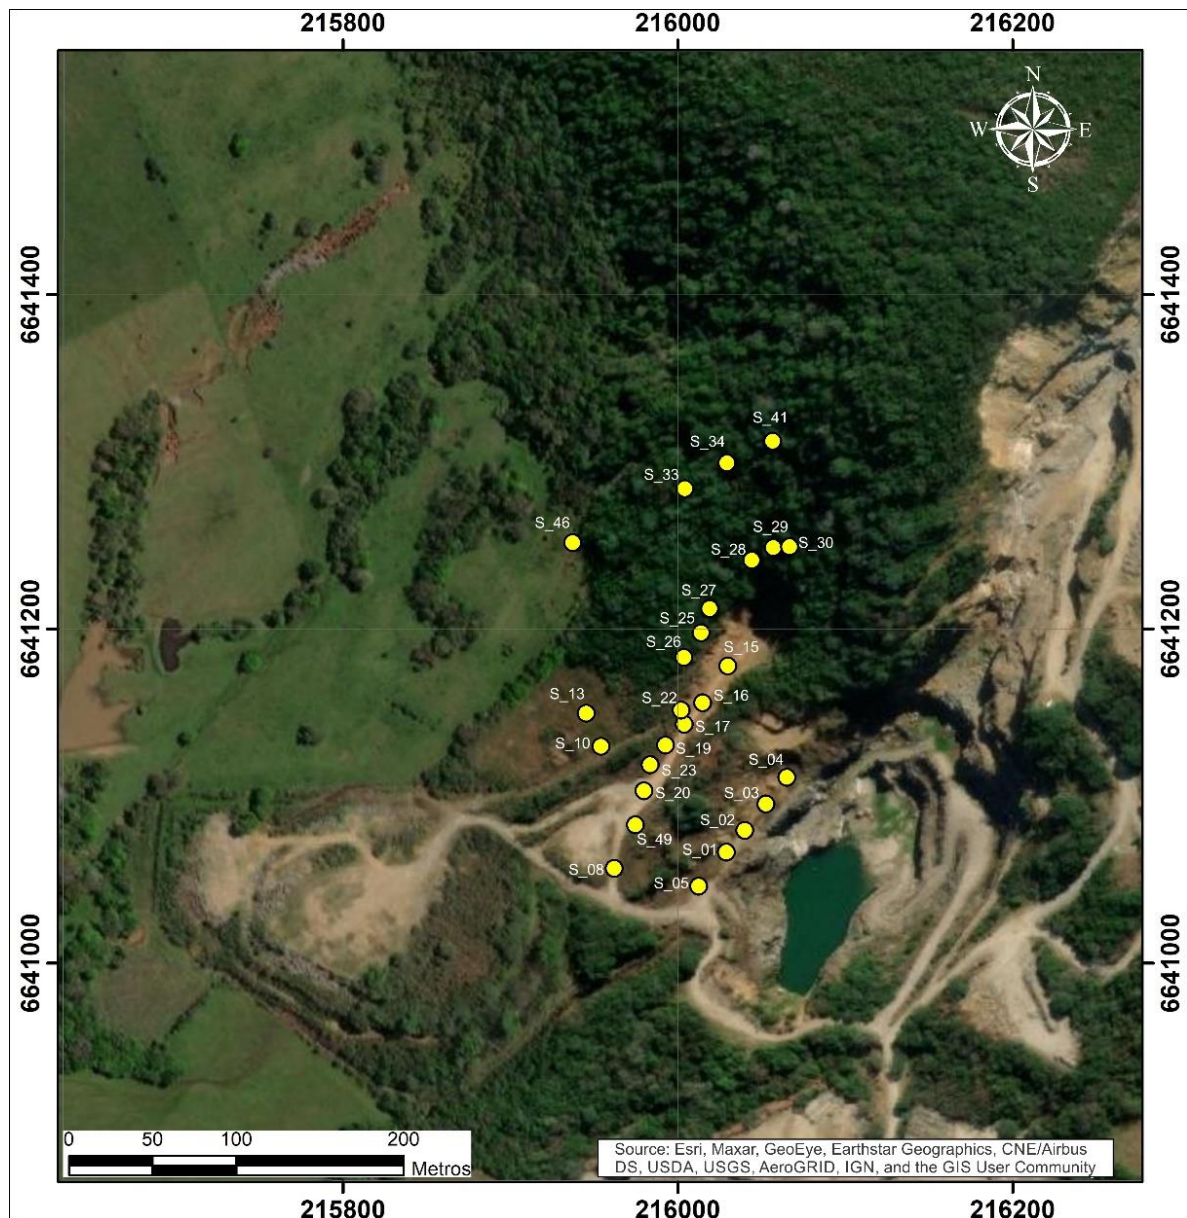 215800
216000
216200
N
W
E
S
6641400
6641400
S_41
S_34
S_33
S_46
S_29
S_30
S_28
S_27
S_25
6641200
6641200
S_26
S_15
S_13
S_22
S_16
S_17
S_10
S_19
S_04
S_23
S_20
S_03
S_02
S_49
S_01
S_08
S_05
6641000
6641000
0
50
100
200
Metros
Source: Esri, Maxar, GeoEye, Earthstar Geographics, CNE/Airbus
DS, USDA, USGS, AeroGRID, IGN, and the GIS User Community
215800
216000
216200